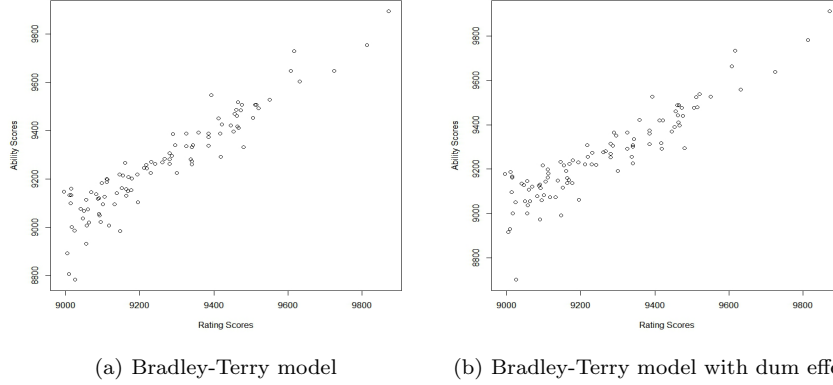 9800
9600
9400
9200
9000
8800
Ability Scores
9000 9200 9400 9600 9800
Rating Scores
(a) Bradley-Terry model
9800
9600
9400
9200
9000
8800
Ability Scores
9000 9200 9400 9600 9800
Rating Scores
(b) Bradley-Terry model with dum effe